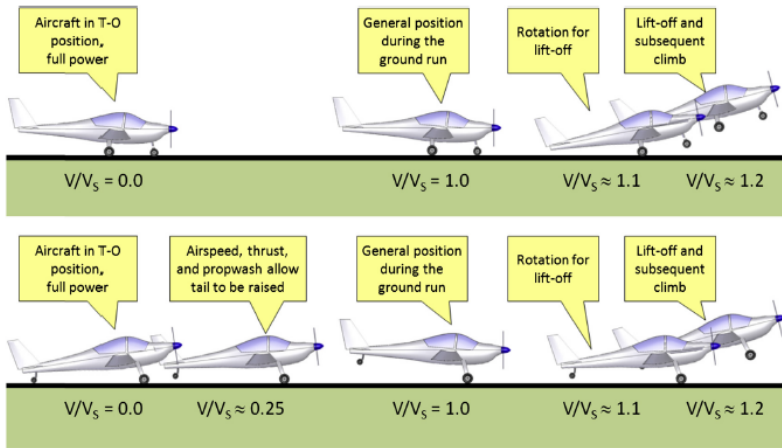 Aircraft in T-O
position,
full power
General position
during the
ground run
Rotation for
lift-off
Lift-off and
subsequent
climb
V/VS = 0.0
V/VS = 1.0
V/VS ≈ 1.1
V/VS ≈ 1.2
Aircraft in T-O
position,
full power
Airspeed, thrust,
and propwash allow
tail to be raised
General position
during the
ground run
Rotation for
lift-off
Lift-off and
subsequent
climb
V/VS = 0.0
V/VS ≈ 0.25
V/VS = 1.0
V/VS ≈ 1.1
V/VS ≈ 1.2